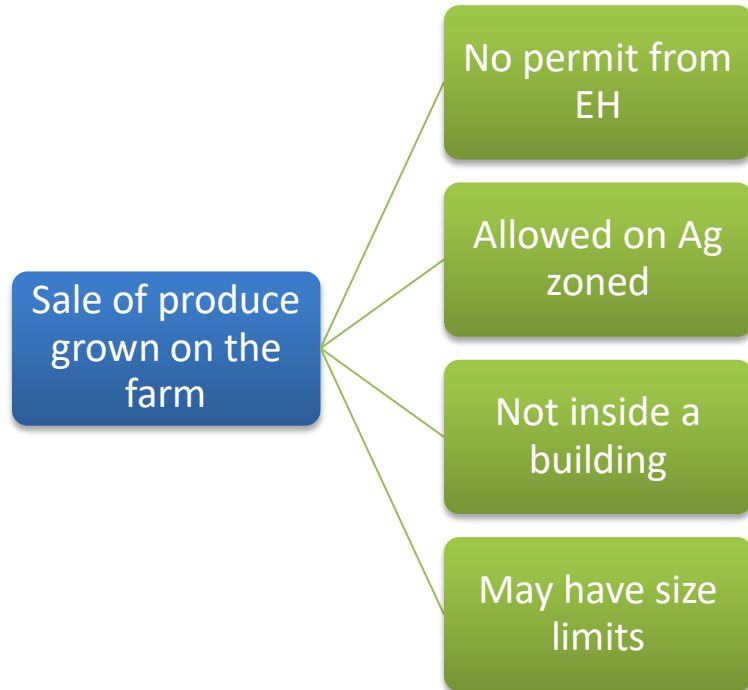 Sale of produce
grown on the
farm
No permit from
EH
Allowed on Ag
zoned
Not inside a
building
May have size
limits